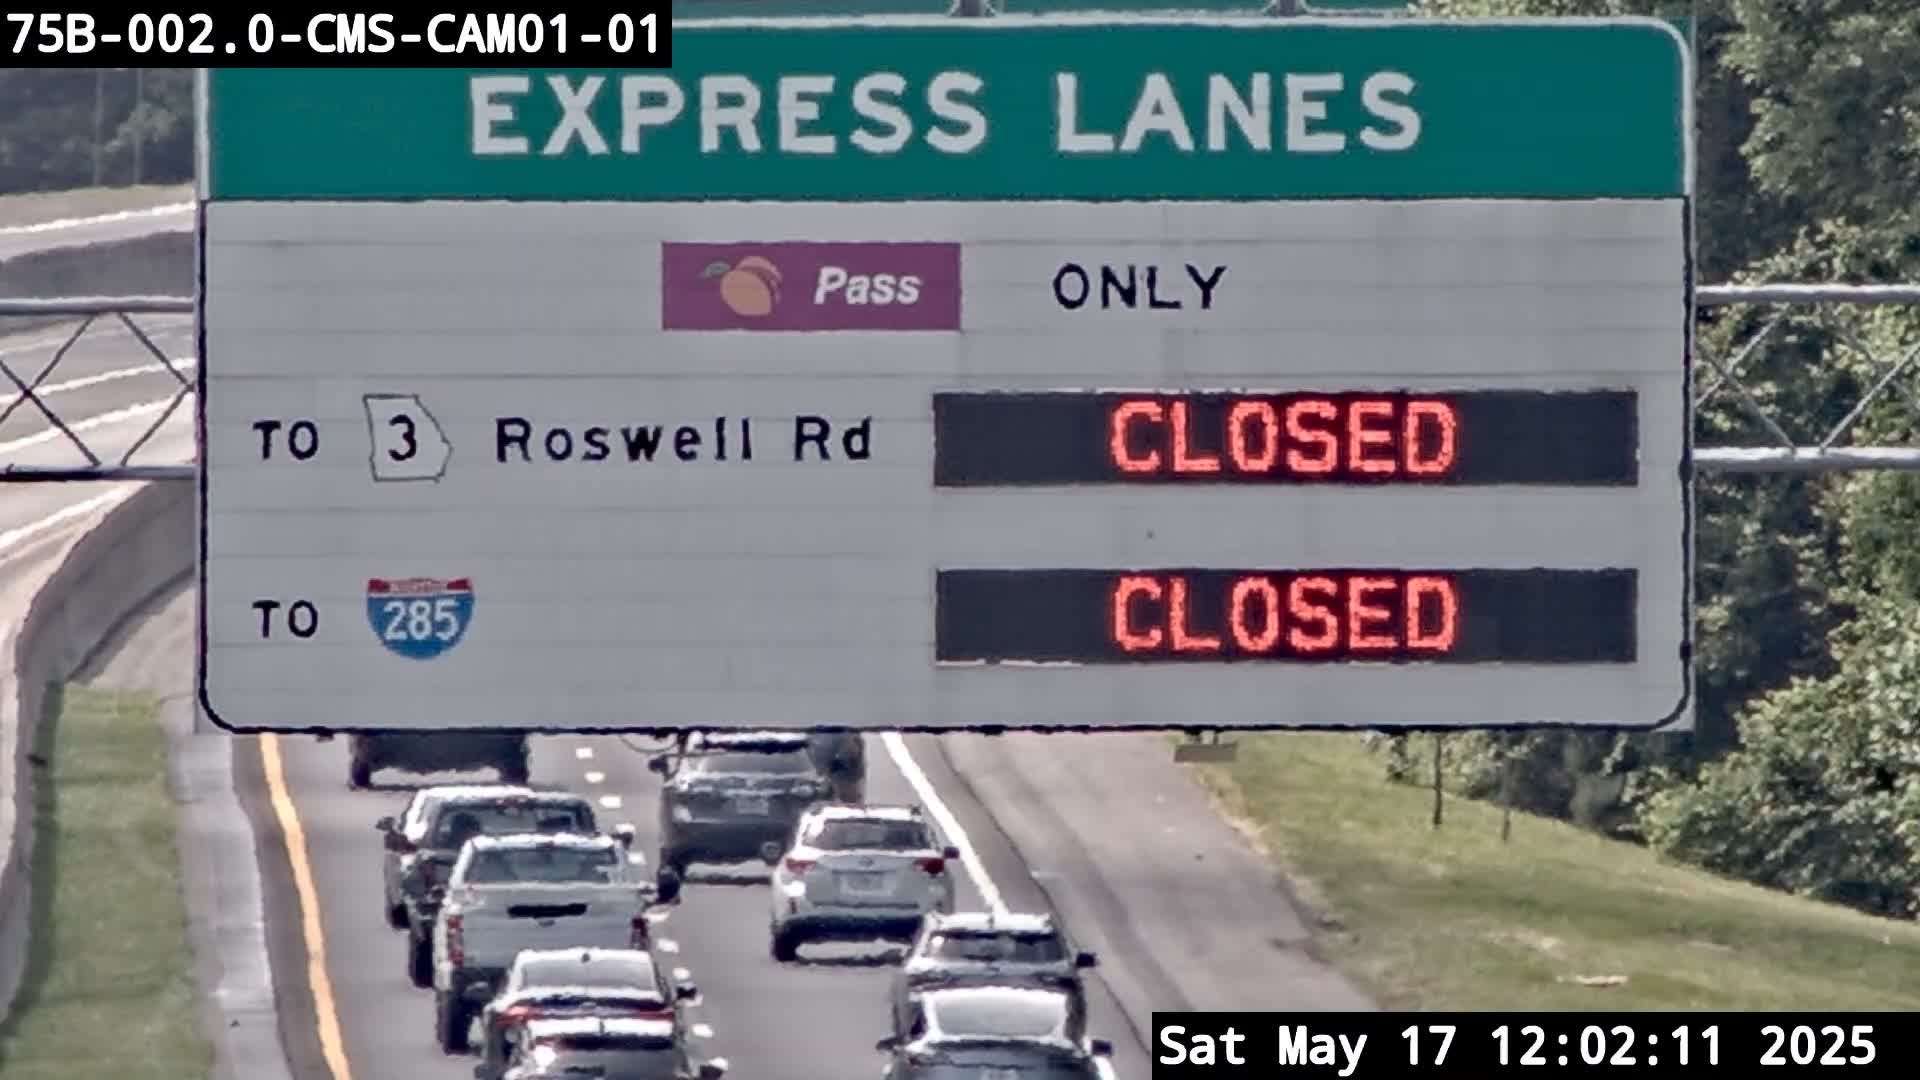 75B-002.0-CMS-CAM01-01
EXPRESS LANES
Pass ONLY
TO 3 Roswell Rd CLOSED
TO 285 CLOSED
Sat May 17 12:02:11 2025